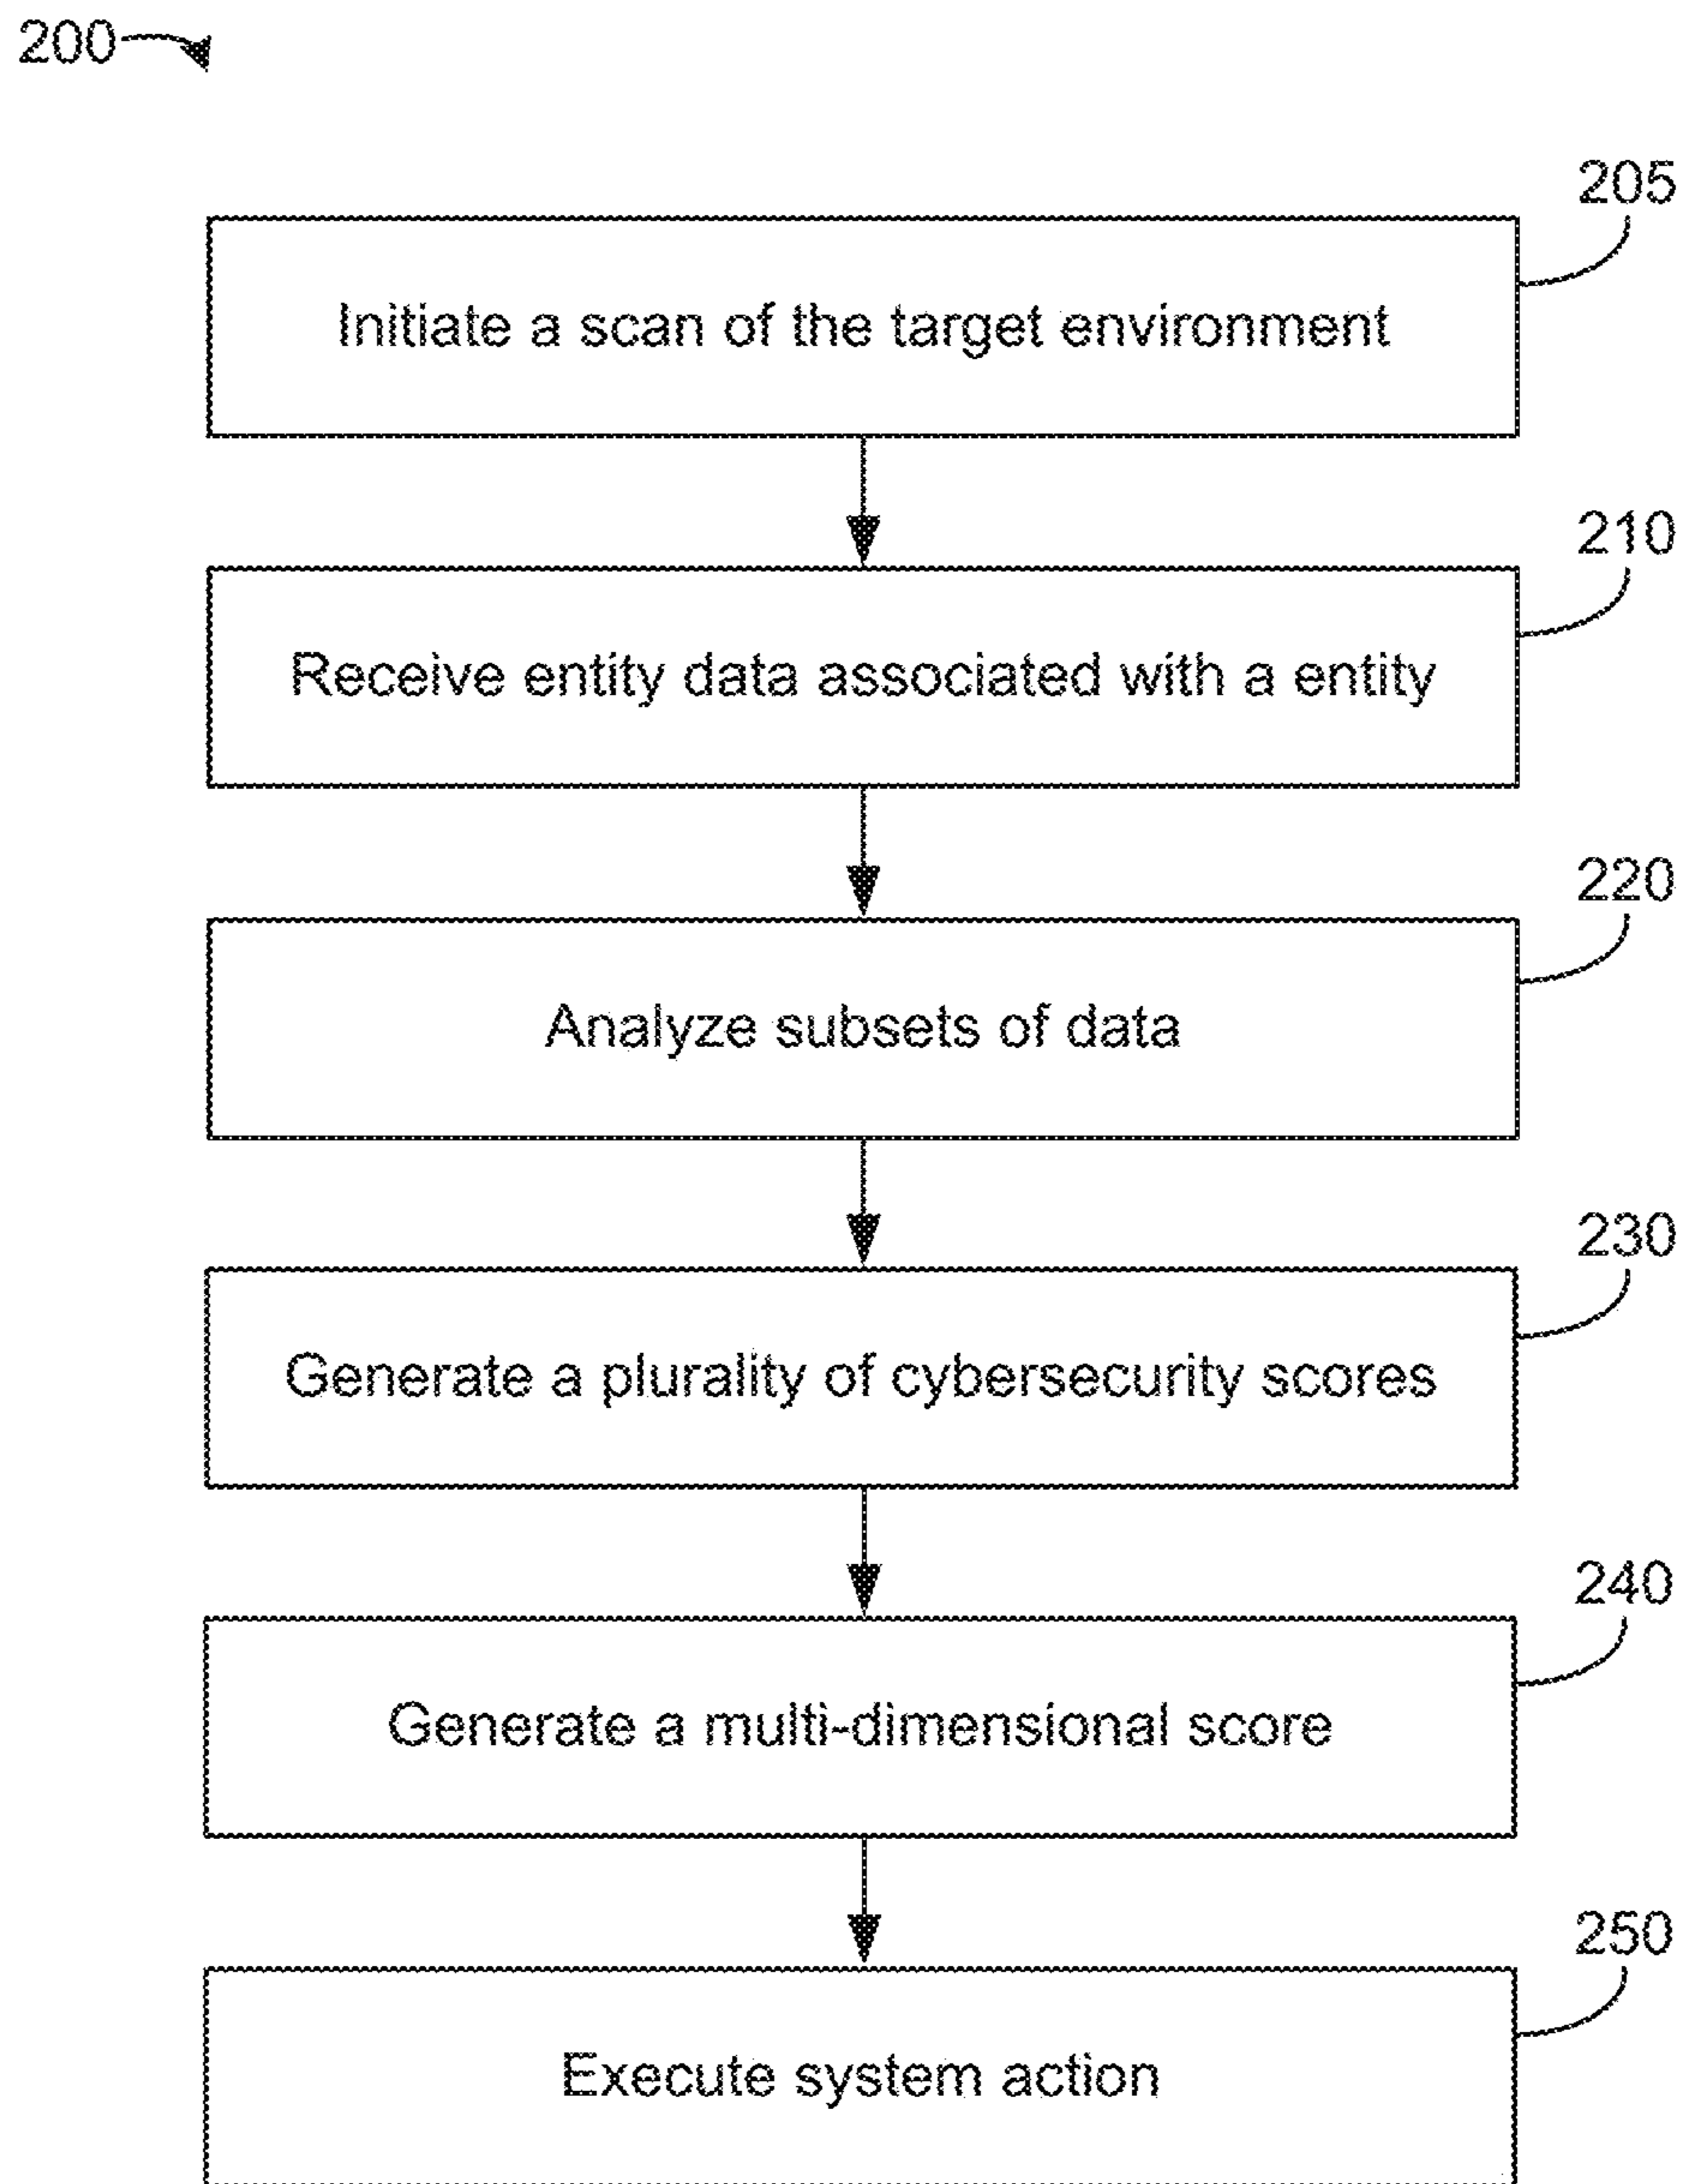 200
205
Initiate a scan of the target environment
210
Receive entity data associated with a entity
220
Analyze subsets of data
230
Generate a plurality of cybersecurity scores
240
Generate a multi-dimensional score
250
Execute system action